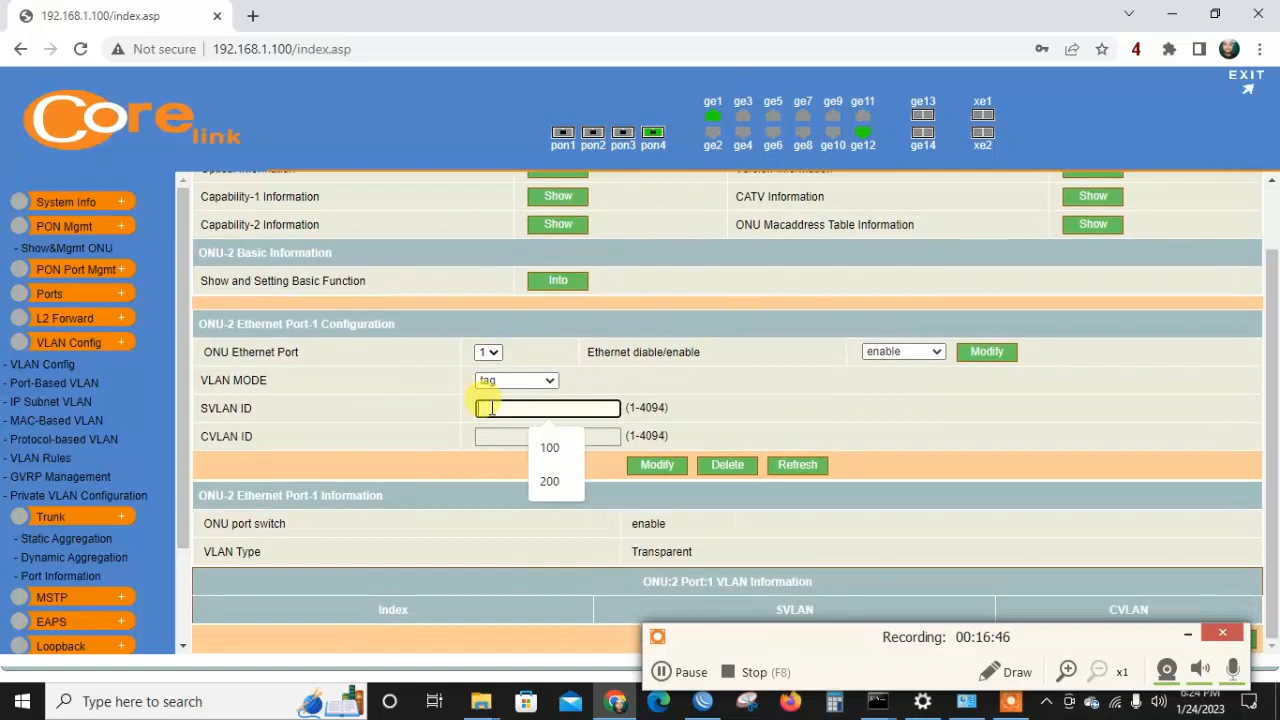 192.168.1.100/index.asp
Not secure 192.168.1.100/index.asp 4
EXIT
Core link
ge1 ge3 ge5 ge7 ge9 ge11 ge13 xe1
pon1 pon2 pon3 pon4 ge2 ge4 ge6 ge8 ge10 ge12 ge14 xe2
System Info +
PON Mgmt +
- Show&Mgmt ONU
PON Port Mgmt +
Ports +
L2 Forward +
VLAN Config +
- VLAN Config
- Port-Based VLAN
- IP Subnet VLAN
- MAC-Based VLAN
- Protocol-based VLAN
- VLAN Rules
- GVRP Management
- Private VLAN Configuration
Trunk +
- Static Aggregation
- Dynamic Aggregation
- Port Information
MSTP +
EAPS +
Loopback +
Capability-1 Information Show CATV Information Show
Capability-2 Information Show ONU Macaddress Table Information Show
ONU-2 Basic Information
Show and Setting Basic Function Into
ONU-2 Ethernet Port-1 Configuration
ONU Ethernet Port 1 Ethernet diable/enable enable Modify
VLAN MODE tag
SVLAN ID (1-4094)
CVLAN ID (1-4094)
100
200
Modify Delete Refresh
ONU-2 Ethernet Port-1 Information
ONU port switch enable
VLAN Type Transparent
ONU:2 Port:1 VLAN Information
Index SVLAN CVLAN
Recording: 00:16:46
Pause Stop (F8) Draw x1
Type here to search
6:24 PM
1/24/2023